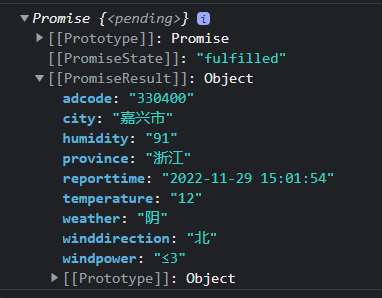 Promise {<pending>} i
[[Prototype]]: Promise
[[PromiseState]]: "fulfilled"
[[PromiseResult]]: Object
adcode: "330400"
city: "嘉兴市"
humidity: "91"
province: "浙江"
reporttime: "2022-11-29 15:01:54"
temperature: "12"
weather: "阴"
winddirection: "北"
windpower: "≤3"
[[Prototype]]: Object